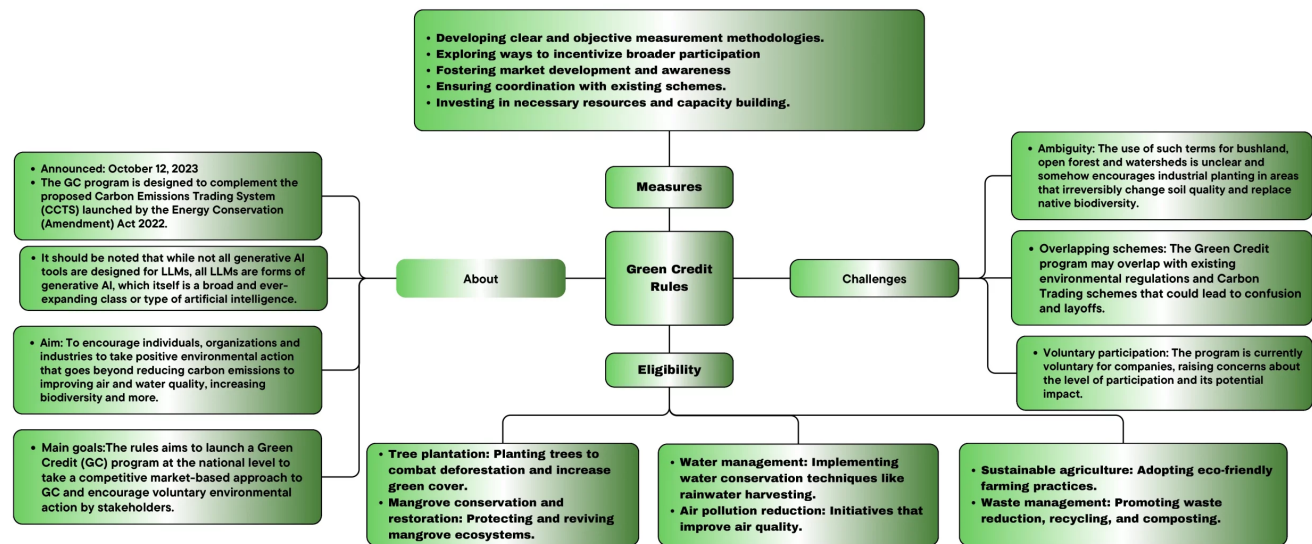 • Developing clear and objective measurement methodologies.
• Exploring ways to incentivize broader participation
• Fostering market development and awareness
• Ensuring coordination with existing schemes.
• Investing in necessary resources and capacity building.
Measures
Green Credit
Rules
About
• Announced: October 12, 2023
• The GC program is designed to complement the
proposed Carbon Emissions Trading System
(CCTS) launched by the Energy Conservation
(Amendment) Act 2022.
• It should be noted that while not all generative AI
tools are designed for LLMs, all LLMs are forms of
generative AI, which itself is a broad and ever-
expanding class or type of artificial intelligence.
• Aim: To encourage individuals, organizations and
industries to take positive environmental action
that goes beyond reducing carbon emissions to
improving air and water quality, increasing
biodiversity and more.
• Main goals:The rules aims to launch a Green
Credit (GC) program at the national level to
take a competitive market-based approach to
GC and encourage voluntary environmental
action by stakeholders.
Challenges
• Ambiguity: The use of such terms for bushland,
open forest and watersheds is unclear and
somehow encourages industrial planting in areas
that irreversibly change soil quality and replace
native biodiversity.
• Overlapping schemes: The Green Credit
program may overlap with existing
environmental regulations and Carbon
Trading schemes that could lead to confusion
and layoffs.
• Voluntary participation: The program is currently
voluntary for companies, raising concerns about
the level of participation and its potential
impact.
Eligibility
• Tree plantation: Planting trees to
combat deforestation and increase
green cover.
• Mangrove conservation and
restoration: Protecting and reviving
mangrove ecosystems.
• Water management: Implementing
water conservation techniques like
rainwater harvesting.
• Air pollution reduction: Initiatives that
improve air quality.
• Sustainable agriculture: Adopting eco-friendly
farming practices.
• Waste management: Promoting waste
reduction, recycling, and composting.